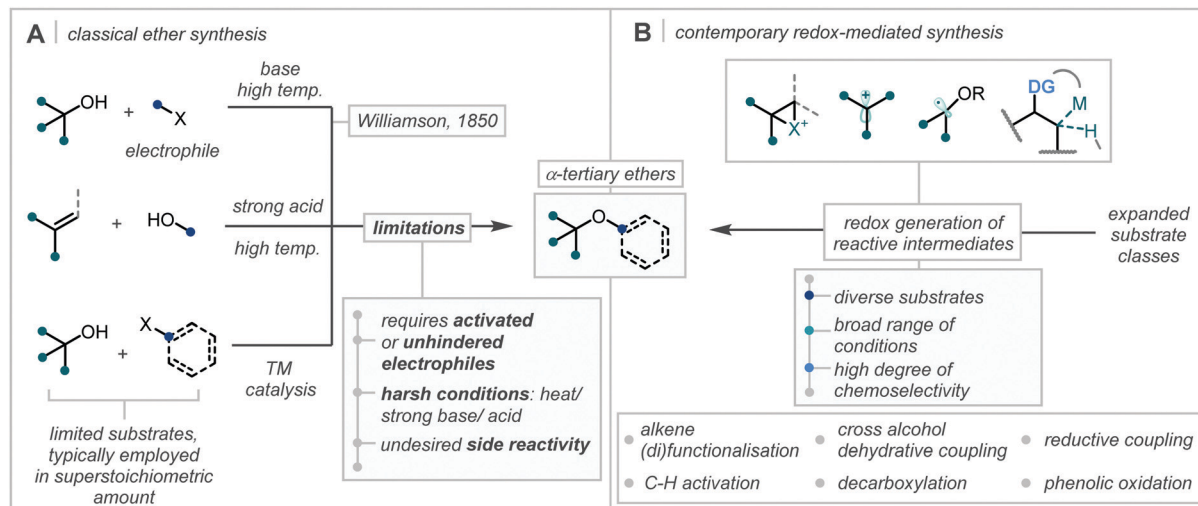 A | classical ether synthesis
base
high temp.
OH
+
X
electrophile
Williamson, 1850
+
HO
strong acid
high temp.
limitations
OH
+
X
TM
catalysis
limited substrates,
typically employed
in superstoichiometric
amount
requires activated
or unhindered
electrophiles
harsh conditions: heat/
strong base/ acid
undesired side reactivity
α-tertiary ethers
O
B | contemporary redox-mediated synthesis
X+
+
OR
DG
M
H
redox generation of
reactive intermediates
expanded
substrate
classes
diverse substrates
broad range of
conditions
high degree of
chemoselectivity
alkene
(di)functionalisation
cross alcohol
dehydrative coupling
reductive coupling
C-H activation
decarboxylation
phenolic oxidation